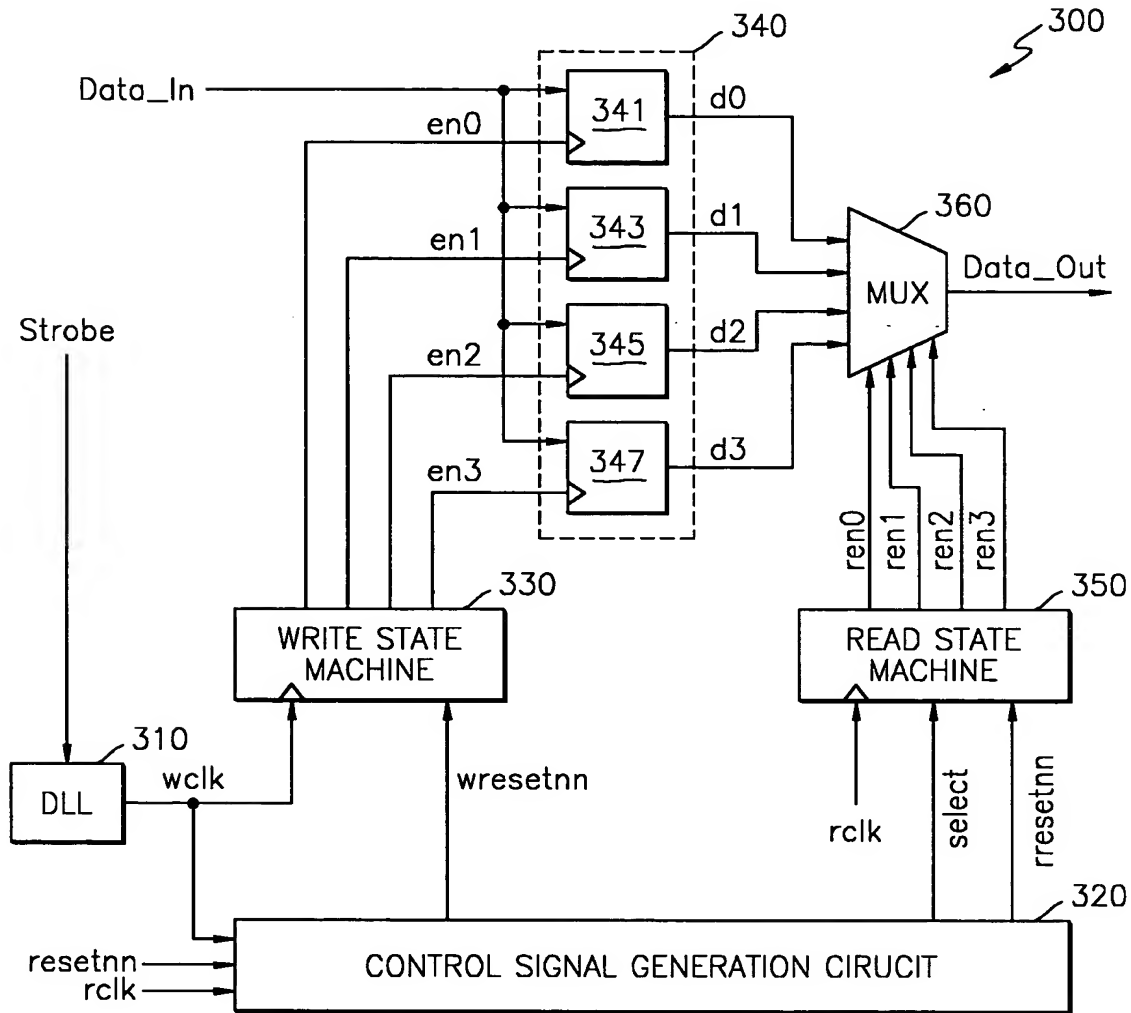 340
300
Data_In
341
d0
en0
343
d1
360
en1
MUX
Data_Out
Strobe
345
d2
en2
347
d3
en3
ren0
ren1
ren2
ren3
330
350
WRITE STATE
MACHINE
READ STATE
MACHINE
310
DLL
wclk
wresetnn
rclk
select
rresetnn
320
resetnn
rclk
CONTROL SIGNAL GENERATION CIRUCIT